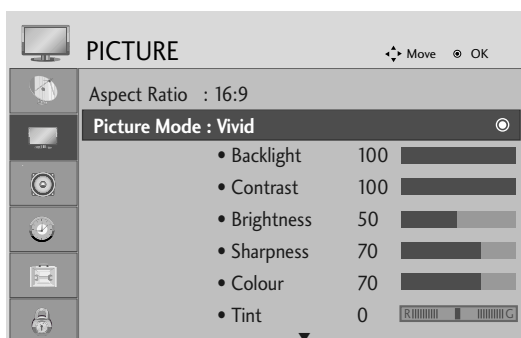 PICTURE
Move ◉ OK
Aspect Ratio : 16:9
Picture Mode : Vivid
• Backlight 100
• Contrast 100
• Brightness 50
• Sharpness 70
• Colour 70
• Tint 0 R G